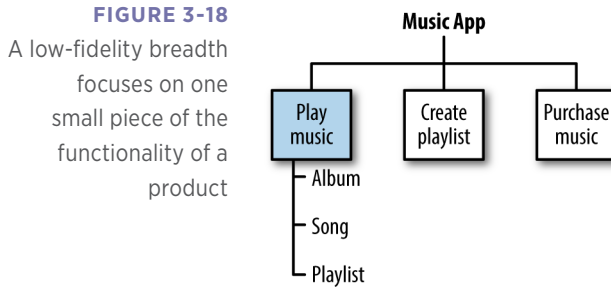 FIGURE 3-18
A low-fidelity breadth
focuses on one
small piece of the
functionality of a
product
Music App
Play
music
Create
playlist
Purchase
music
Album
Song
Playlist